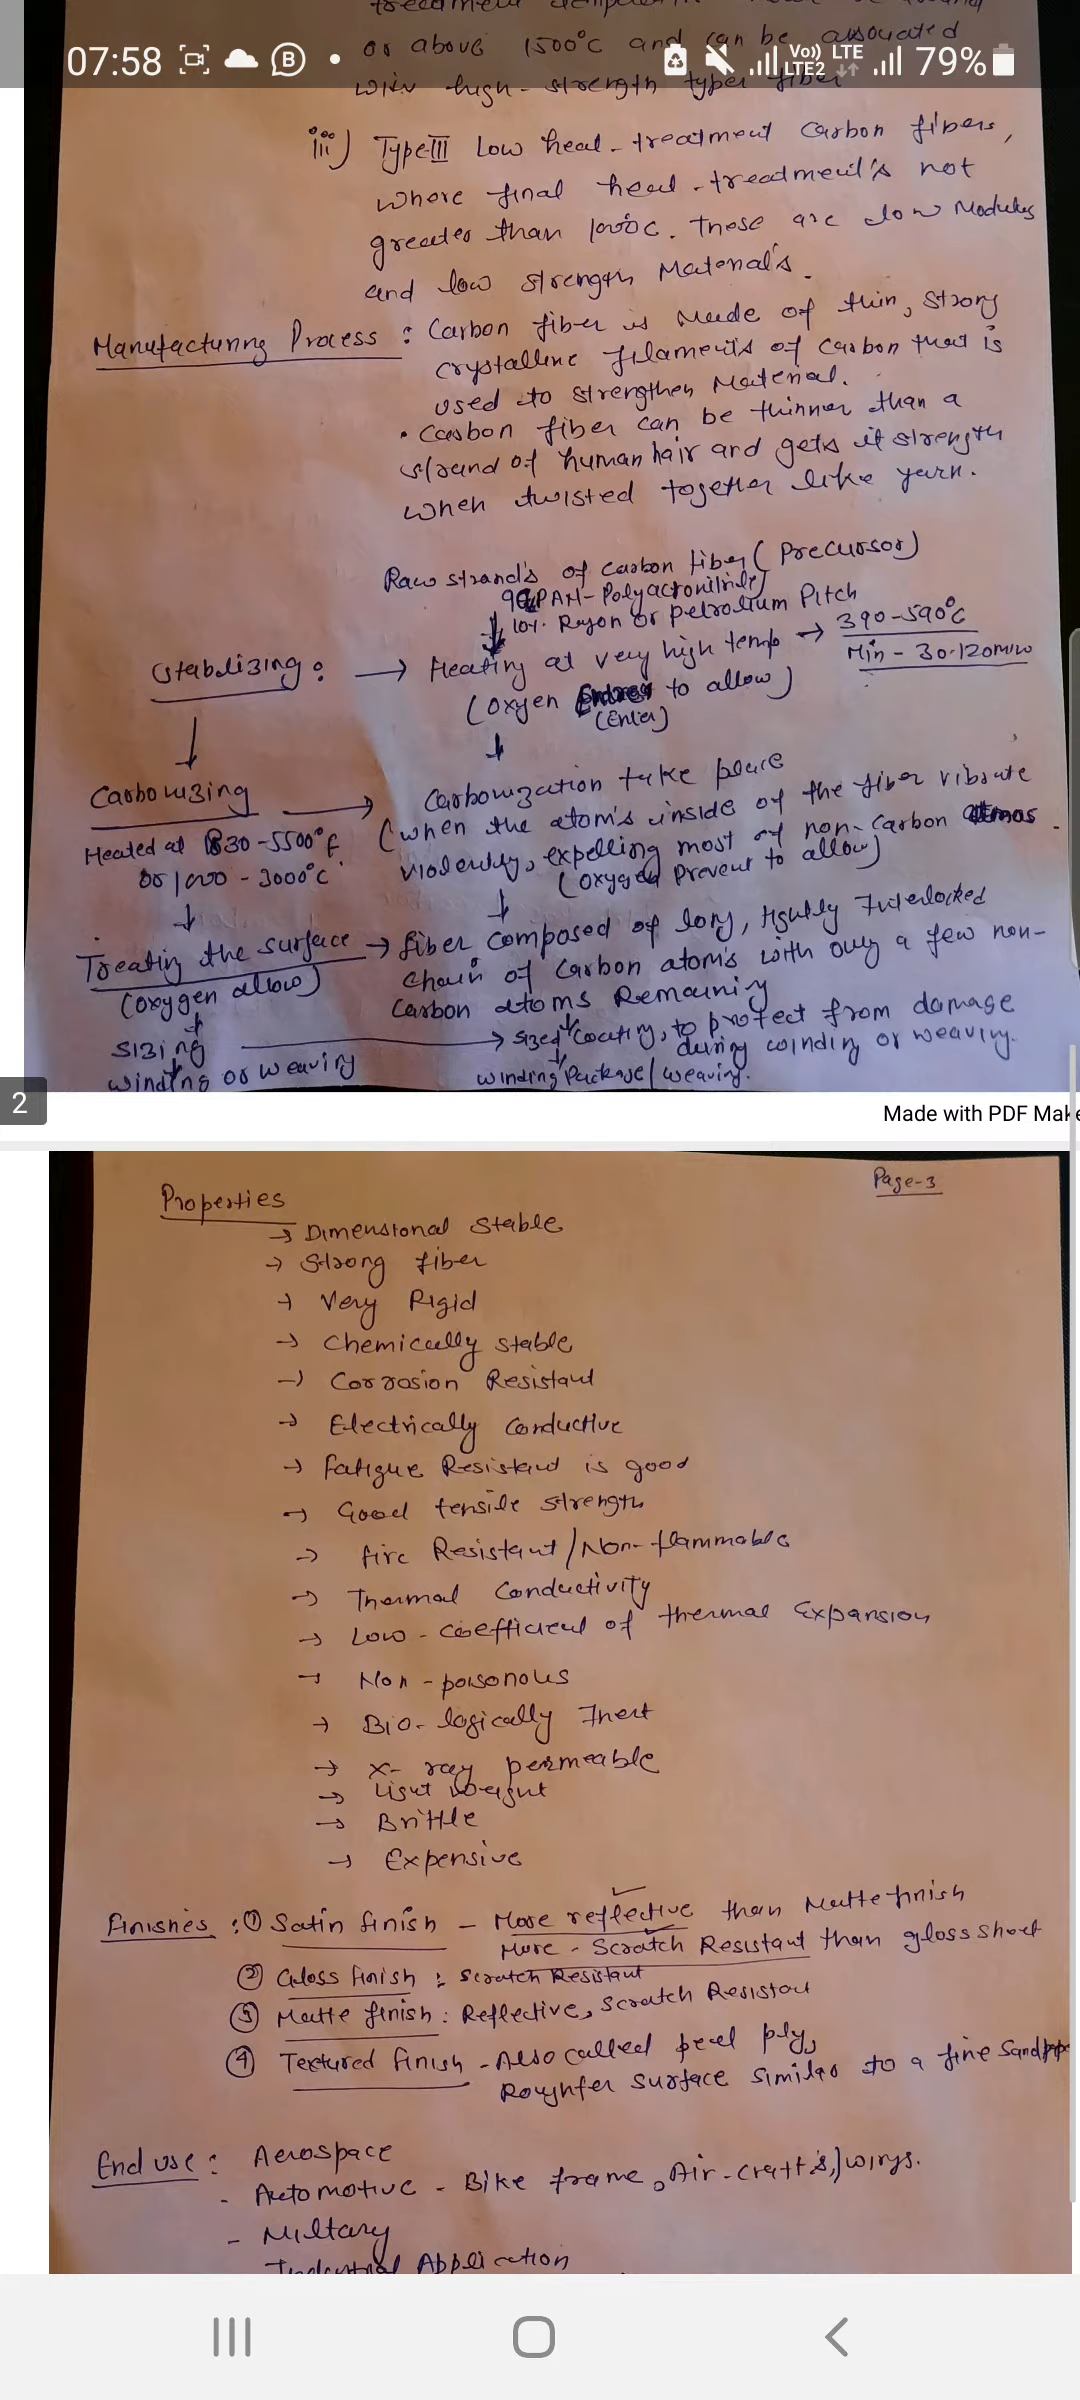 07:58 B Vo)) LTE LTE2 79%
or above 1500°c and can be associated
with high-strength type fiber
iii) Type III Low heat-treatment carbon fibers,
where final heat-treatment's not
greater than 1000°c. These are low Modulus
and low strength Material's.
Manufacturing Process : Carbon fiber is Made of thin, strong
crystalline filaments of carbon that is
used to strengthen Material.
• Carbon fiber can be thinner than a
strand of human hair and gets it strength
when twisted together like yarn.
Raw strand's of carbon fiber (Precursor)
PAN-Polyacronitrile)
10%. Rayon or petrolium Pitch
Stabilizing : → Heating at very high temp → 390-590°C
Min - 30-120min
(Oxygen to allow)
(Enter)
Carbonizing → Carbonization take place
(when the atom's inside of the fiber vibrate
Heated at 830-5500°F violently, expelling most of non-carbon atmos.
or 1000-3000°C (oxygen prevent to allow)
Treating the surface → fiber composed of long, tightly Interlocked
(oxygen allow) chain of carbon atom's with only a few non-
carbon atoms Remaining
sizing → sized/coating, to protect from damage
during winding or weaving.
winding or weaving winding Package/weaving.
2
Made with PDF Make
Page-3
Properties
→ Dimensional Stable
→ Strong fiber
→ Very Rigid
→ Chemically stable
→ Corrosion Resistant
→ Electrically Conductive
→ fatigue Resistant is good
→ Good tensile strength
→ fire Resistant/Non-flammable
→ Thermal Conductivity
→ Low-coefficient of thermal Expansion
→ Non-poisonous
→ Bio-logically Inert
→ x-ray permeable
→ Light weight
→ Brittle
→ Expensive
Finishes : ① Satin finish - More reflective than Matte finish
More-Scratch Resistant than gloss sheet
② Gloss finish : Scratch Resistant
③ Matte finish : Reflective, Scratch Resistant
④ Textured finish - Also called peel ply,
Roughter surface similar to a fine sand
End use : Aerospace
- Automotive - Bike frame, Air-craft's, wings.
- Military
Industrial Application